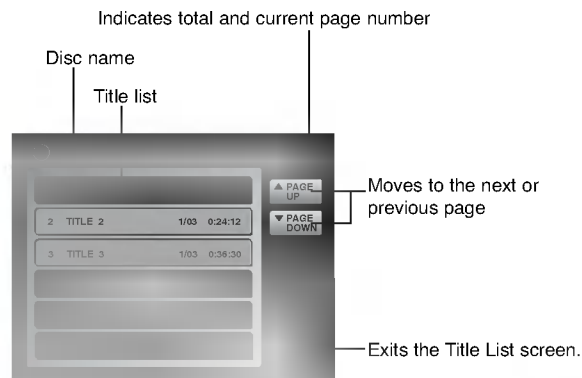 Indicates total and current page number
Disc name
Title list
▲ PAGE UP
Moves to the next or
previous page
2 TITLE 2 1/03 0:24:12
▼ PAGE DOWN
3 TITLE 3 1/03 0:36:30
Exits the Title List screen.